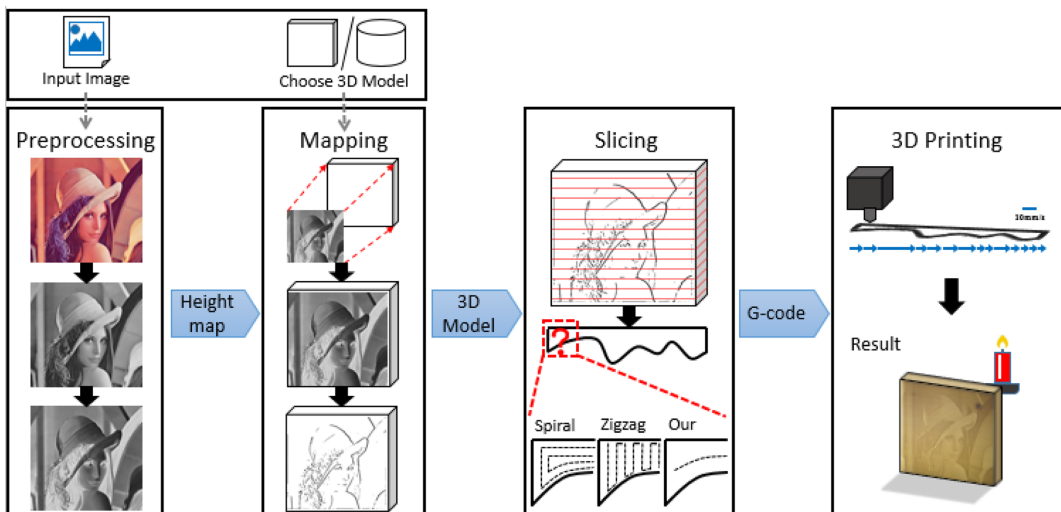 Input Image
Choose 3D Model
Preprocessing
Mapping
Slicing
3D Printing
10mm/s
Height
map
3D
Model
G-code
?
Result
Spiral
Zigzag
Our